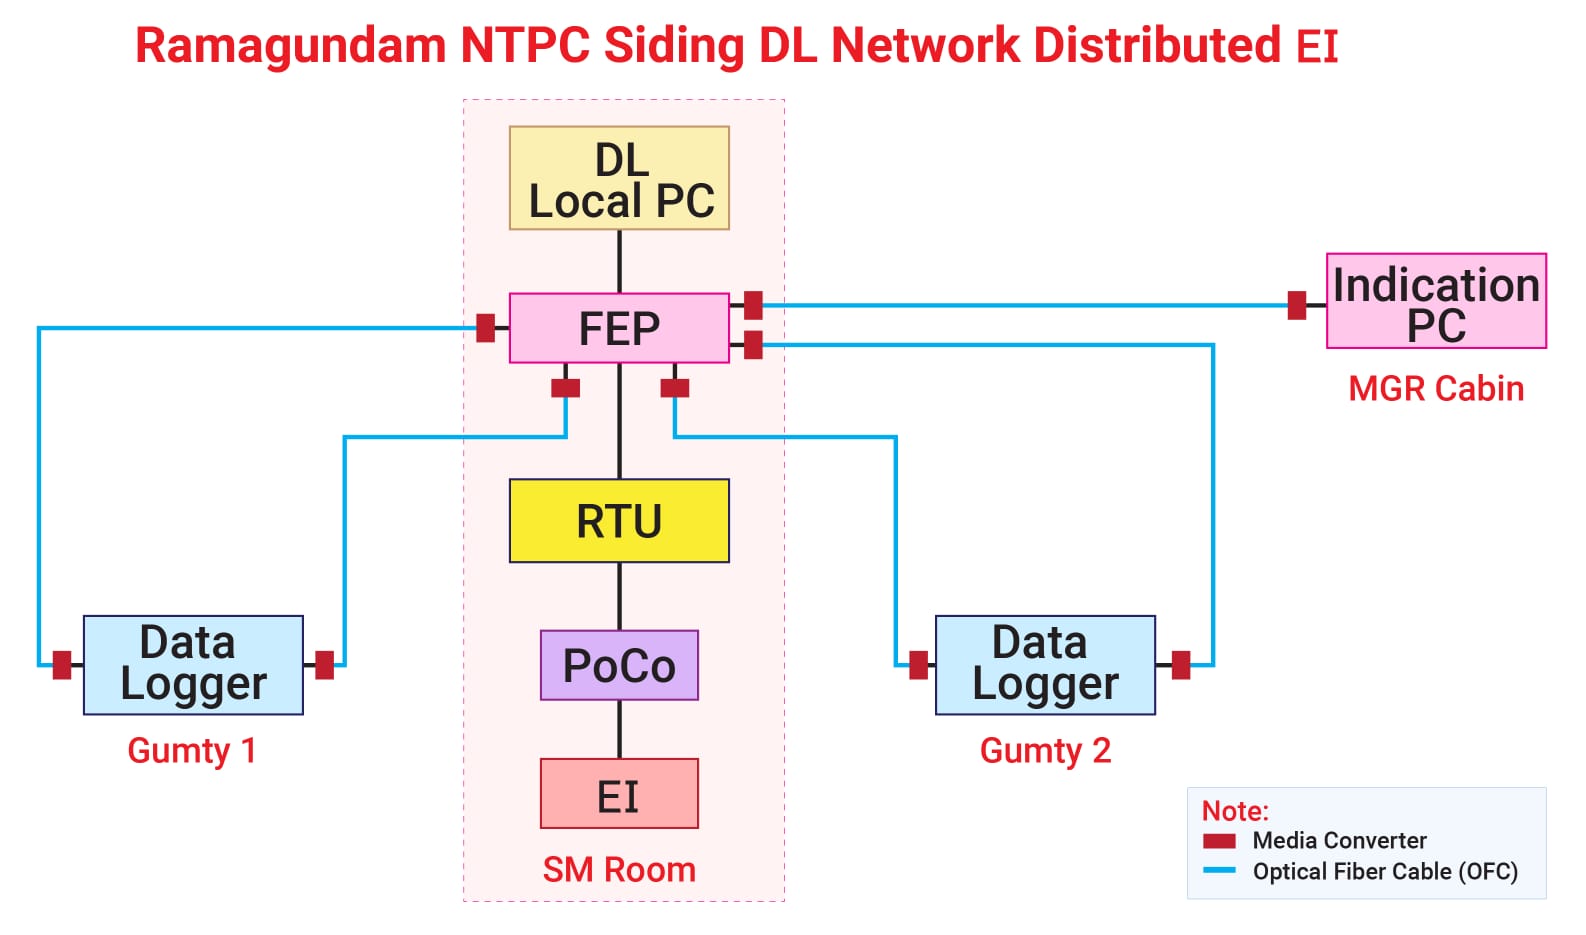 Ramagundam NTPC Siding DL Network Distributed EI
DL
Local PC
FEP
Indication
PC
MGR Cabin
RTU
Data
Logger
Gumty 1
PoCo
Data
Logger
Gumty 2
EI
SM Room
Note:
Media Converter
Optical Fiber Cable (OFC)